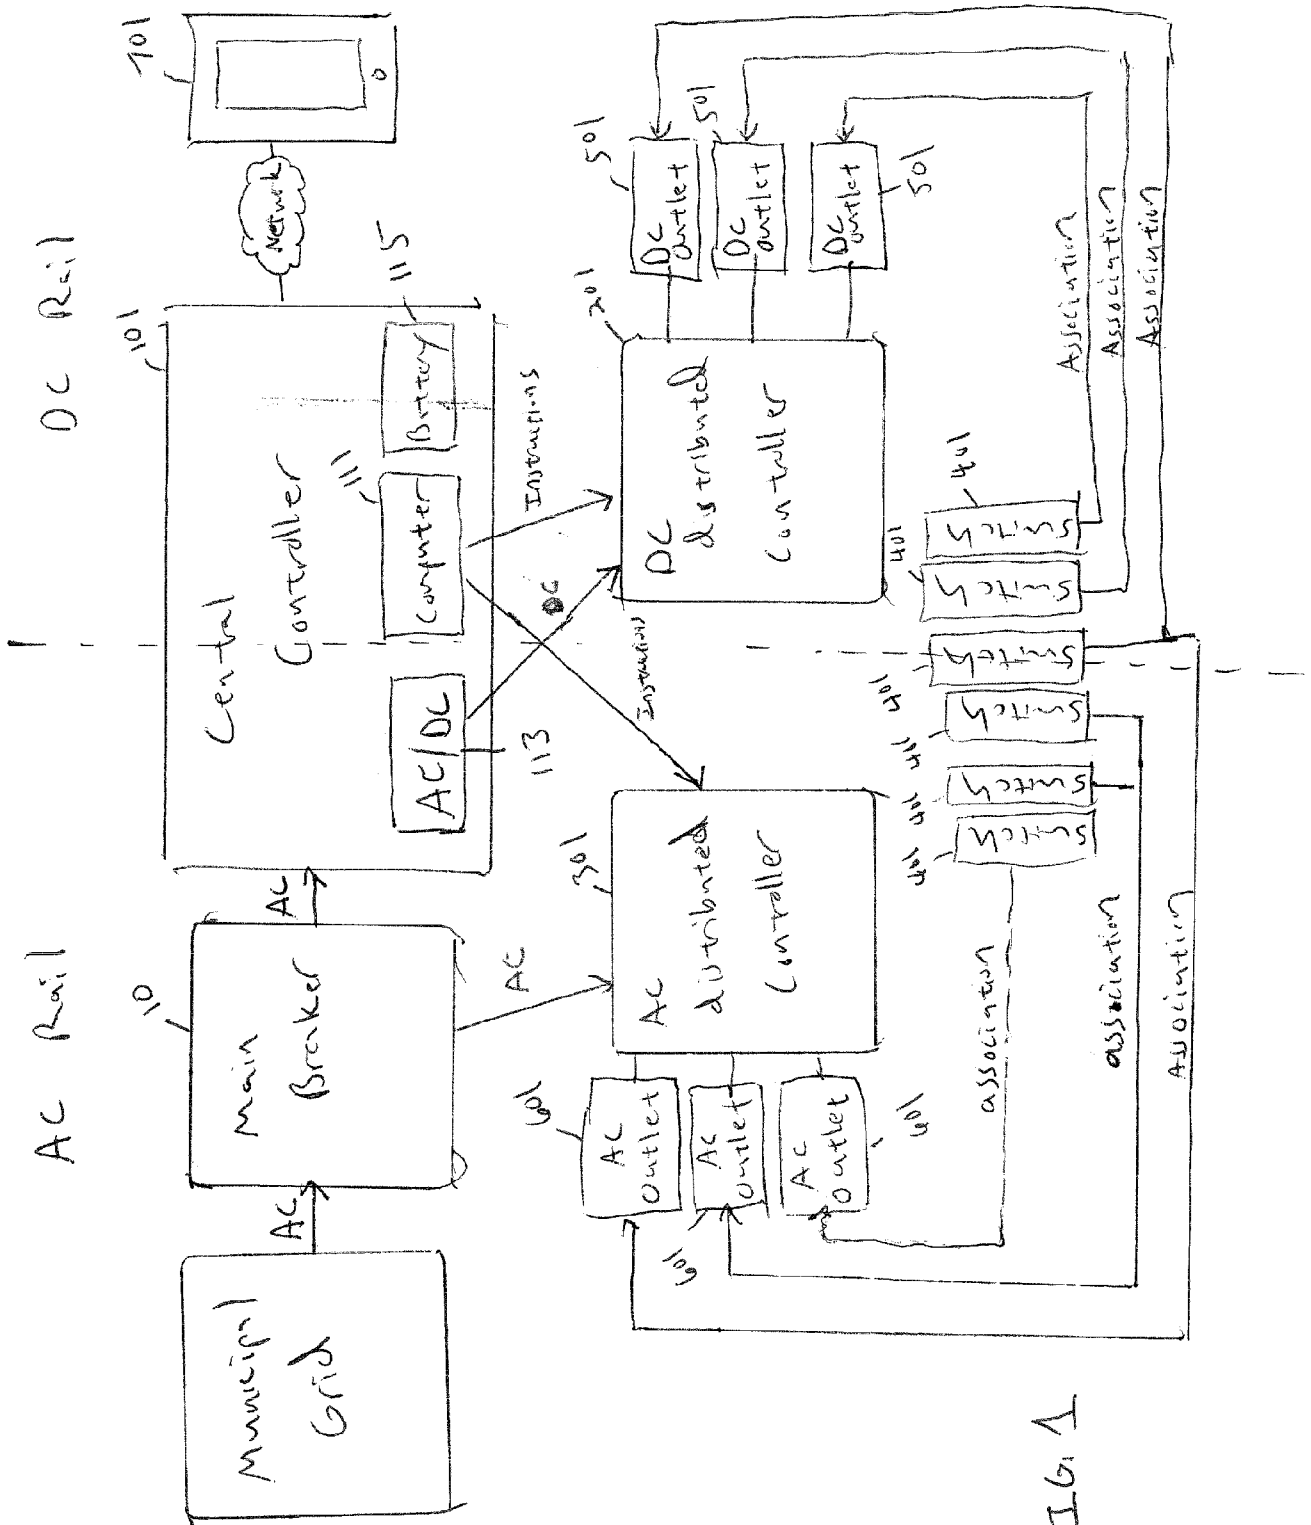 AC Rail
DC Rail
10
101
701
Municipal
Grid
AC
Main
Breaker
AC
Central
Controller
Network
AC/DC
111
Computer
115
Battery
113
AC
DC
Instructions
Instructions
601
301
201
501
AC
Outlet
AC
distributed
Controller
DC
distributed
Controller
DC
Outlet
601
AC
Outlet
501
DC
Outlet
AC
Outlet
601
DC
Outlet
501
401
Switch
401
Switch
401
Switch
401
Switch
401
Switch
401
Switch
association
association
Association
Association
Association
Association
IG. 1